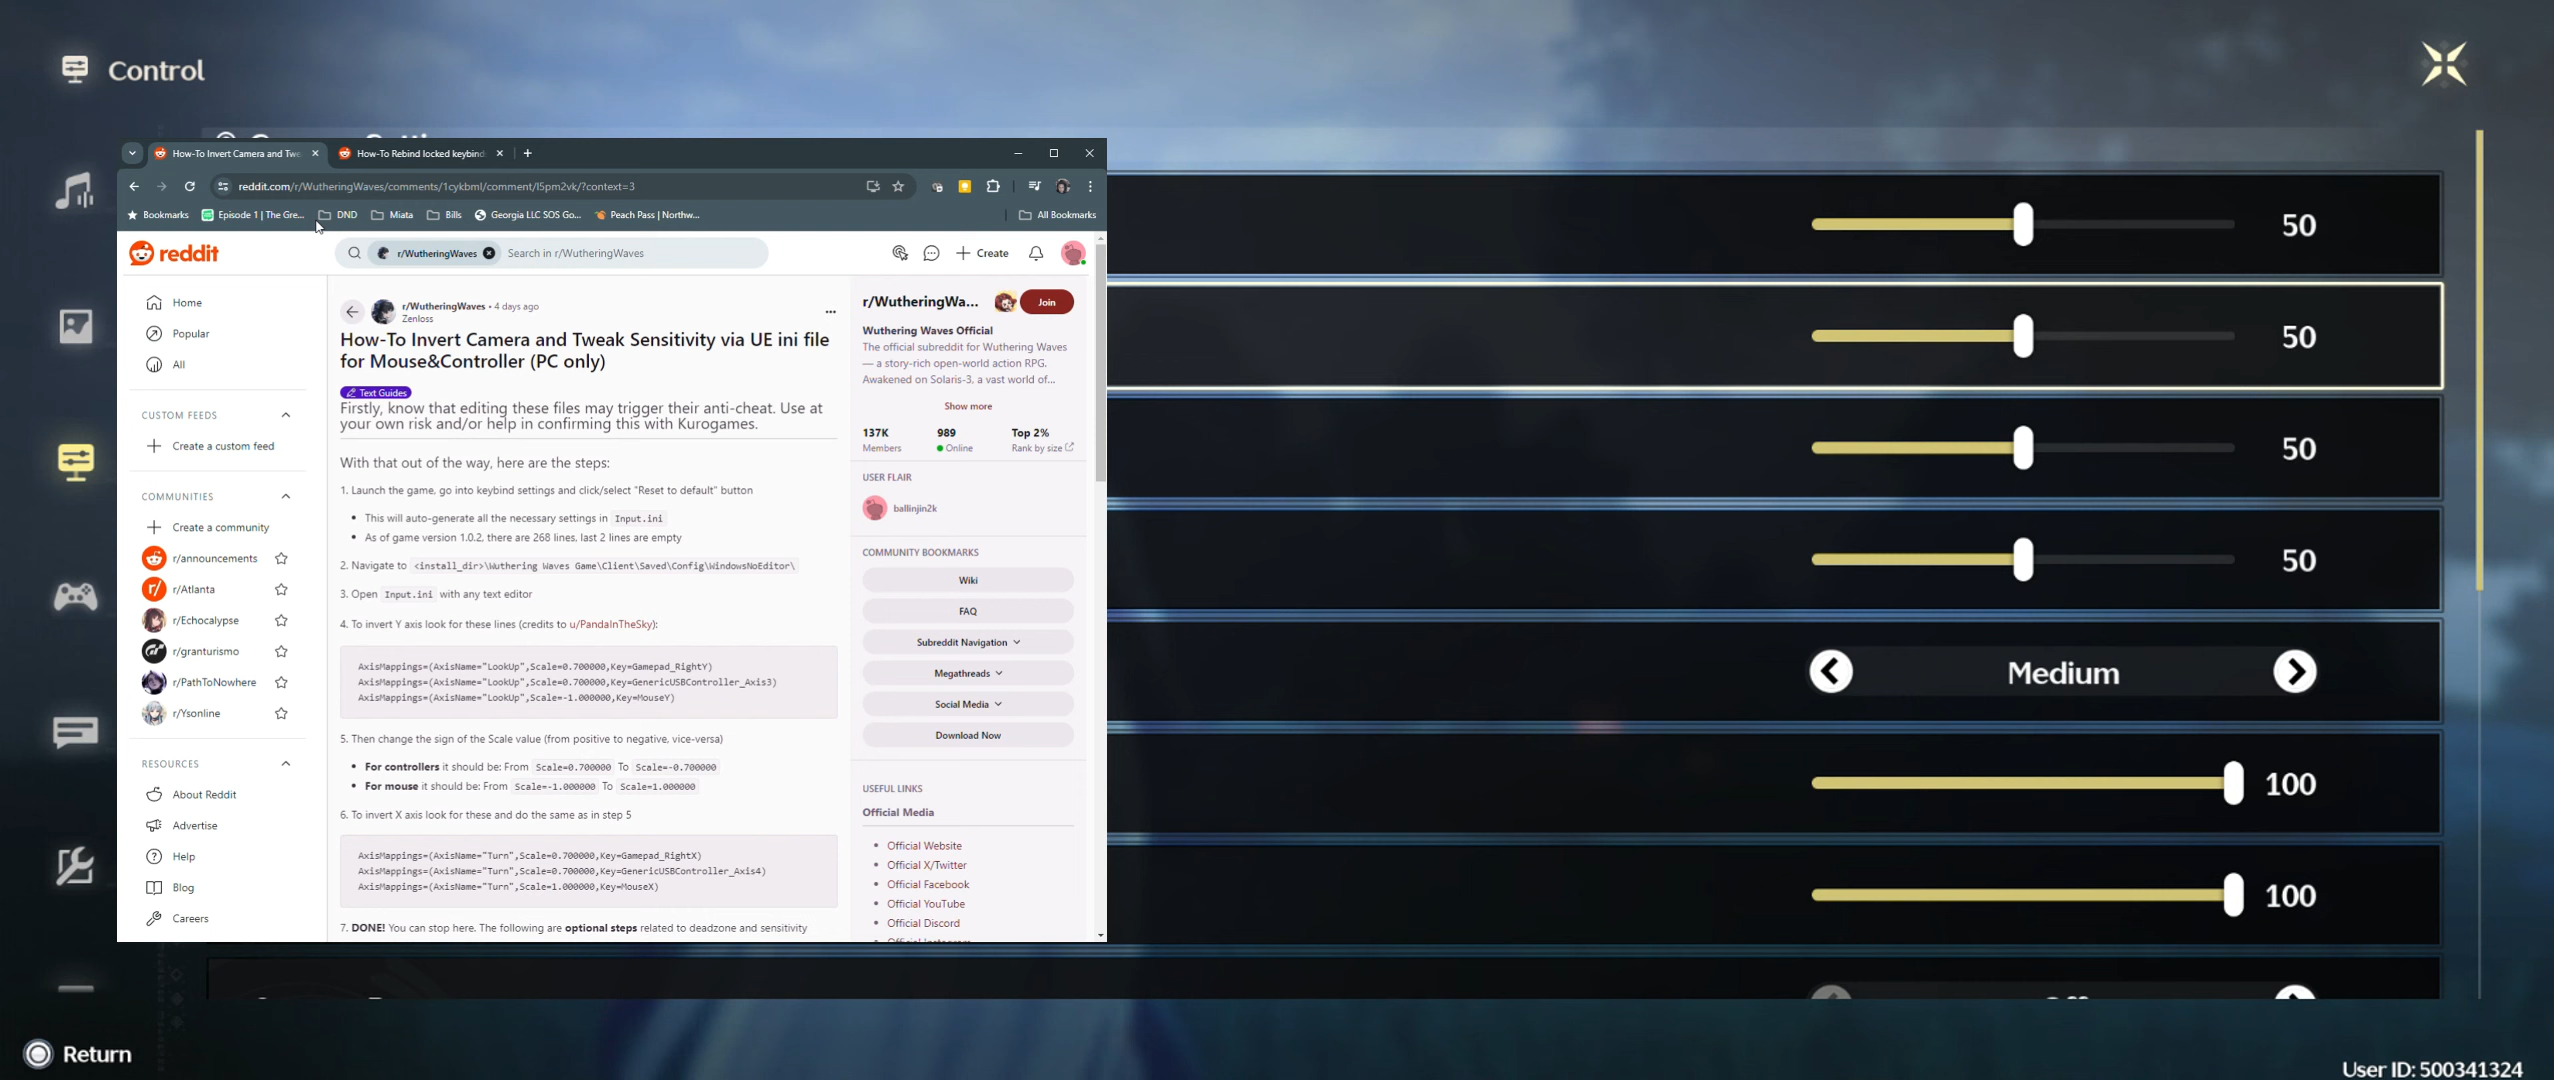 Control
How-To Invert Camera and Twe
How-To Rebind locked keybind
reddit.com/r/WutheringWaves/comments/1cykbml/comment/l5pm2vk/?context=3
Bookmarks
Episode 1 | The Gre...
DND
Miata
Bills
Georgia LLC SOS Go...
Peach Pass | Northw...
All Bookmarks
reddit
r/WutheringWaves
Search in r/WutheringWaves
Create
Home
Popular
All
CUSTOM FEEDS
Create a custom feed
COMMUNITIES
Create a community
r/announcements
r/Atlanta
r/Echocalypse
r/granturismo
r/PathToNowhere
r/Ysonline
RESOURCES
About Reddit
Advertise
Help
Blog
Careers
r/WutheringWaves • 4 days ago
Zenloss
How-To Invert Camera and Tweak Sensitivity via UE ini file
for Mouse&Controller (PC only)
Text Guides
Firstly, know that editing these files may trigger their anti-cheat. Use at
your own risk and/or help in confirming this with Kurogames.
With that out of the way, here are the steps:
1. Launch the game, go into keybind settings and click/select "Reset to default" button
• This will auto-generate all the necessary settings in Input.ini
• As of game version 1.0.2, there are 268 lines, last 2 lines are empty
2. Navigate to <install_dir>\Wuthering Waves Game\Client\Saved\Config\WindowsNoEditor\
3. Open Input.ini with any text editor
4. To invert Y axis look for these lines (credits to u/PandaInTheSky):
AxisMappings=(AxisName="LookUp",Scale=0.700000,Key=Gamepad_RightY)
AxisMappings=(AxisName="LookUp",Scale=0.700000,Key=GenericUSBController_Axis3)
AxisMappings=(AxisName="LookUp",Scale=-1.000000,Key=MouseY)
5. Then change the sign of the Scale value (from positive to negative, vice-versa)
• For controllers it should be: From Scale=0.700000 To Scale=-0.700000
• For mouse it should be: From Scale=-1.000000 To Scale=1.000000
6. To invert X axis look for these and do the same as in step 5
AxisMappings=(AxisName="Turn",Scale=0.700000,Key=Gamepad_RightX)
AxisMappings=(AxisName="Turn",Scale=0.700000,Key=GenericUSBController_Axis4)
AxisMappings=(AxisName="Turn",Scale=1.000000,Key=MouseX)
7. DONE! You can stop here. The following are optional steps related to deadzone and sensitivity
r/WutheringWa...
Join
Wuthering Waves Official
The official subreddit for Wuthering Waves
— a story-rich open-world action RPG.
Awakened on Solaris-3, a vast world of...
Show more
137K 989 Top 2%
Members Online Rank by size
USER FLAIR
ballinjin2k
COMMUNITY BOOKMARKS
Wiki
FAQ
Subreddit Navigation
Megathreads
Social Media
Download Now
USEFUL LINKS
Official Media
• Official Website
• Official X/Twitter
• Official Facebook
• Official YouTube
• Official Discord
50
50
50
50
Medium
100
100
Return
User ID: 500341324